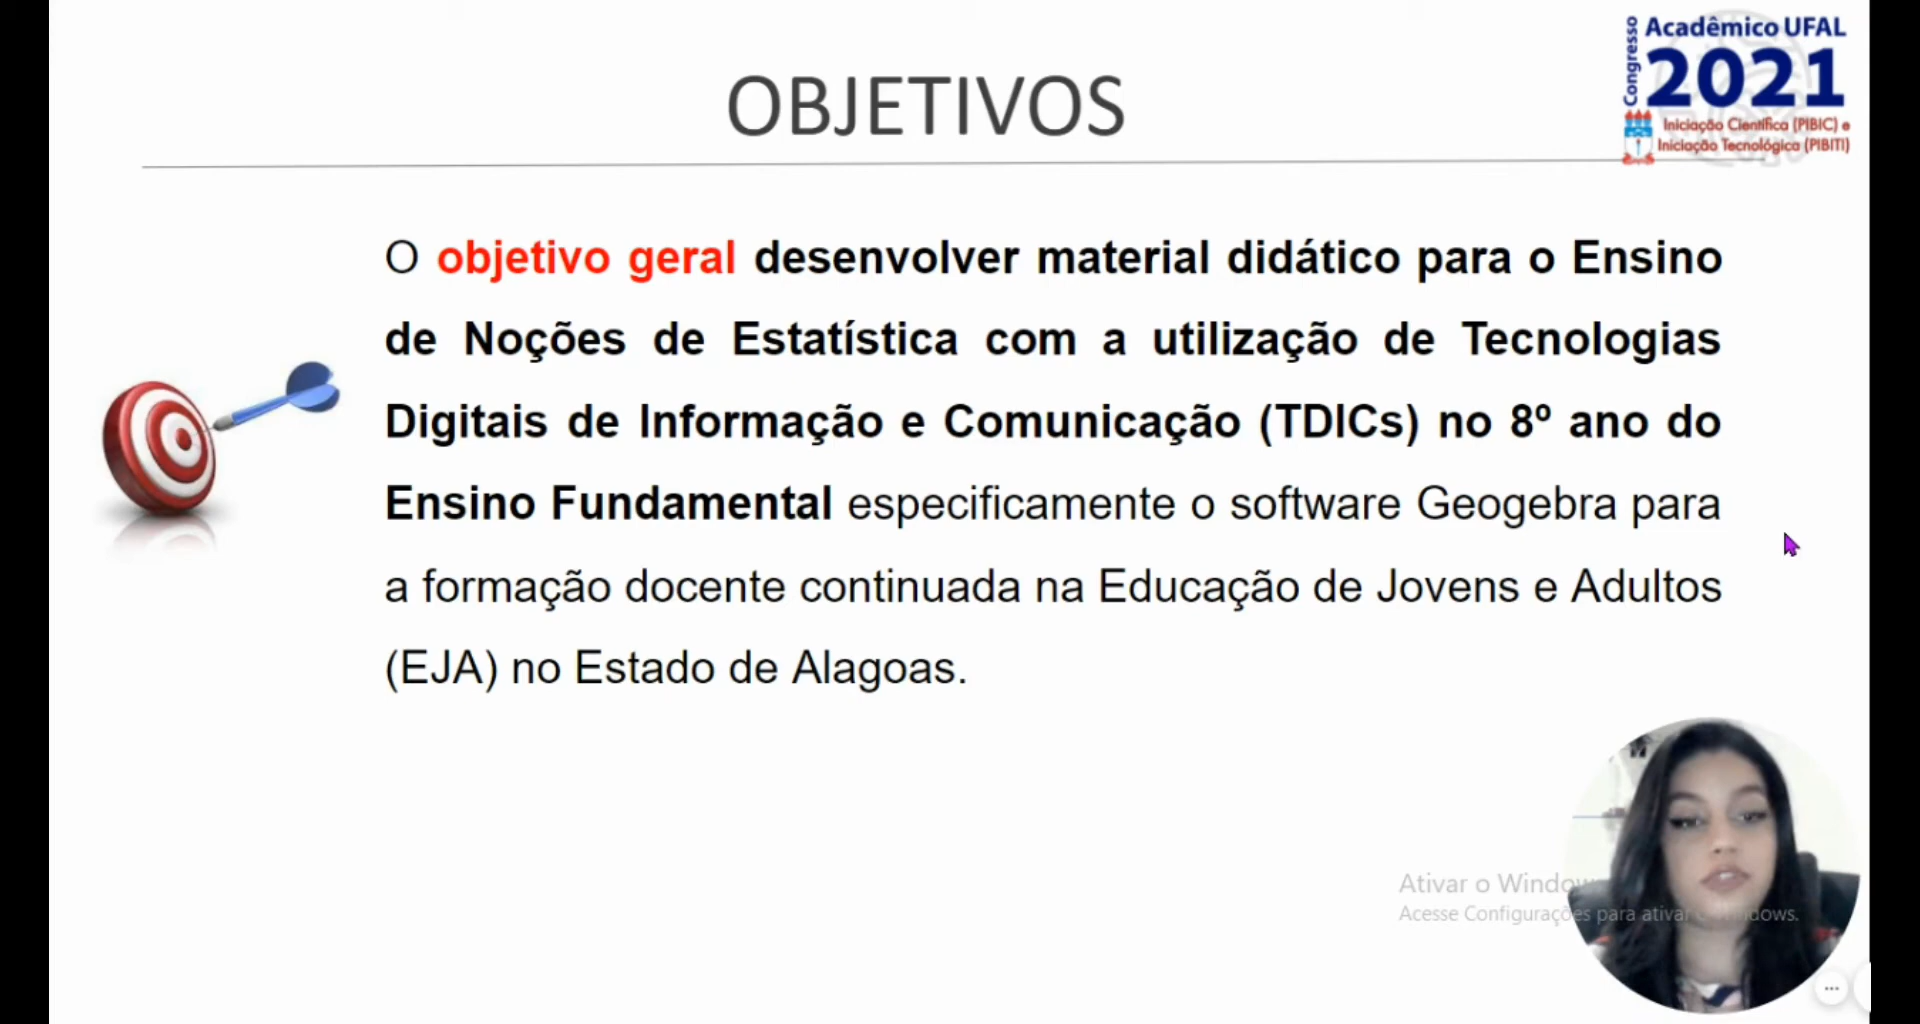 Congresso
Acadêmico UFAL
2021
Iniciação Científica (PIBIC) e
Iniciação Tecnológica (PIBITI)
OBJETIVOS
O objetivo geral desenvolver material didático para o Ensino
de Noções de Estatística com a utilização de Tecnologias
Digitais de Informação e Comunicação (TDICs) no 8º ano do
Ensino Fundamental especificamente o software Geogebra para
a formação docente continuada na Educação de Jovens e Adultos
(EJA) no Estado de Alagoas.
Ativar o Windows
Acesse Configurações para ativar o Windows.